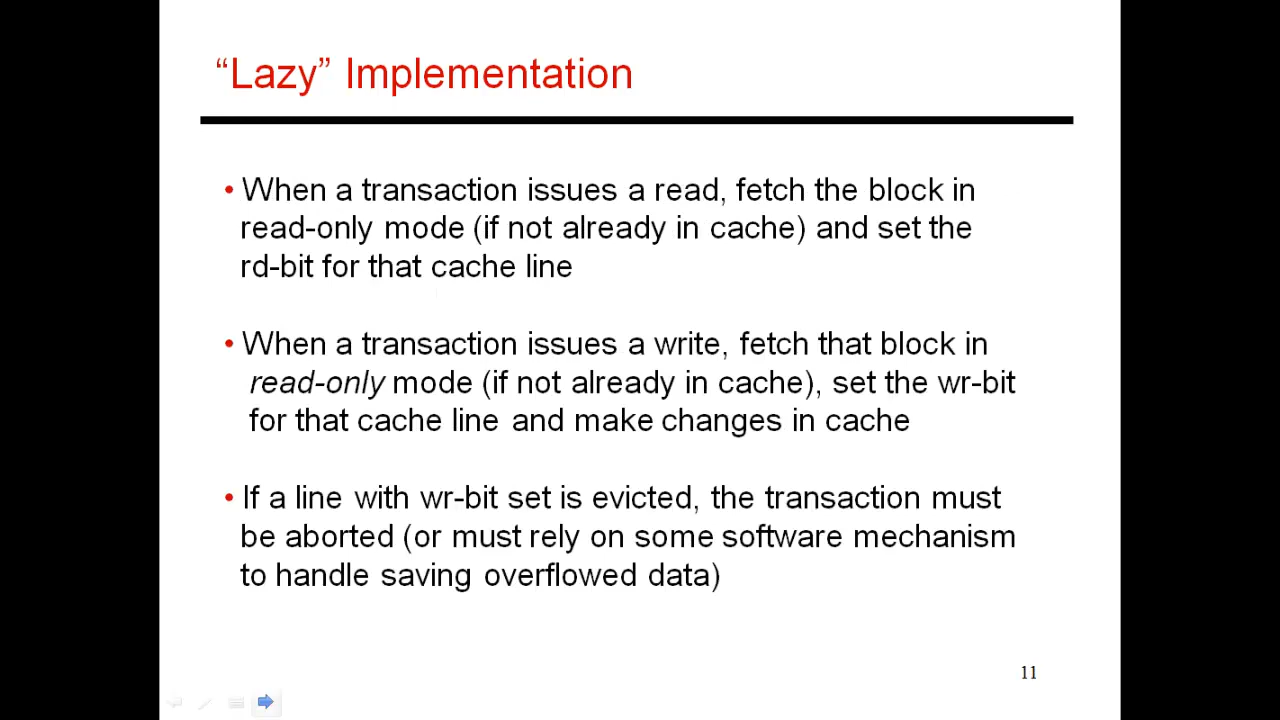 “Lazy” Implementation
• When a transaction issues a read, fetch the block in
read-only mode (if not already in cache) and set the
rd-bit for that cache line
• When a transaction issues a write, fetch that block in
read-only mode (if not already in cache), set the wr-bit
for that cache line and make changes in cache
• If a line with wr-bit set is evicted, the transaction must
be aborted (or must rely on some software mechanism
to handle saving overflowed data)
11